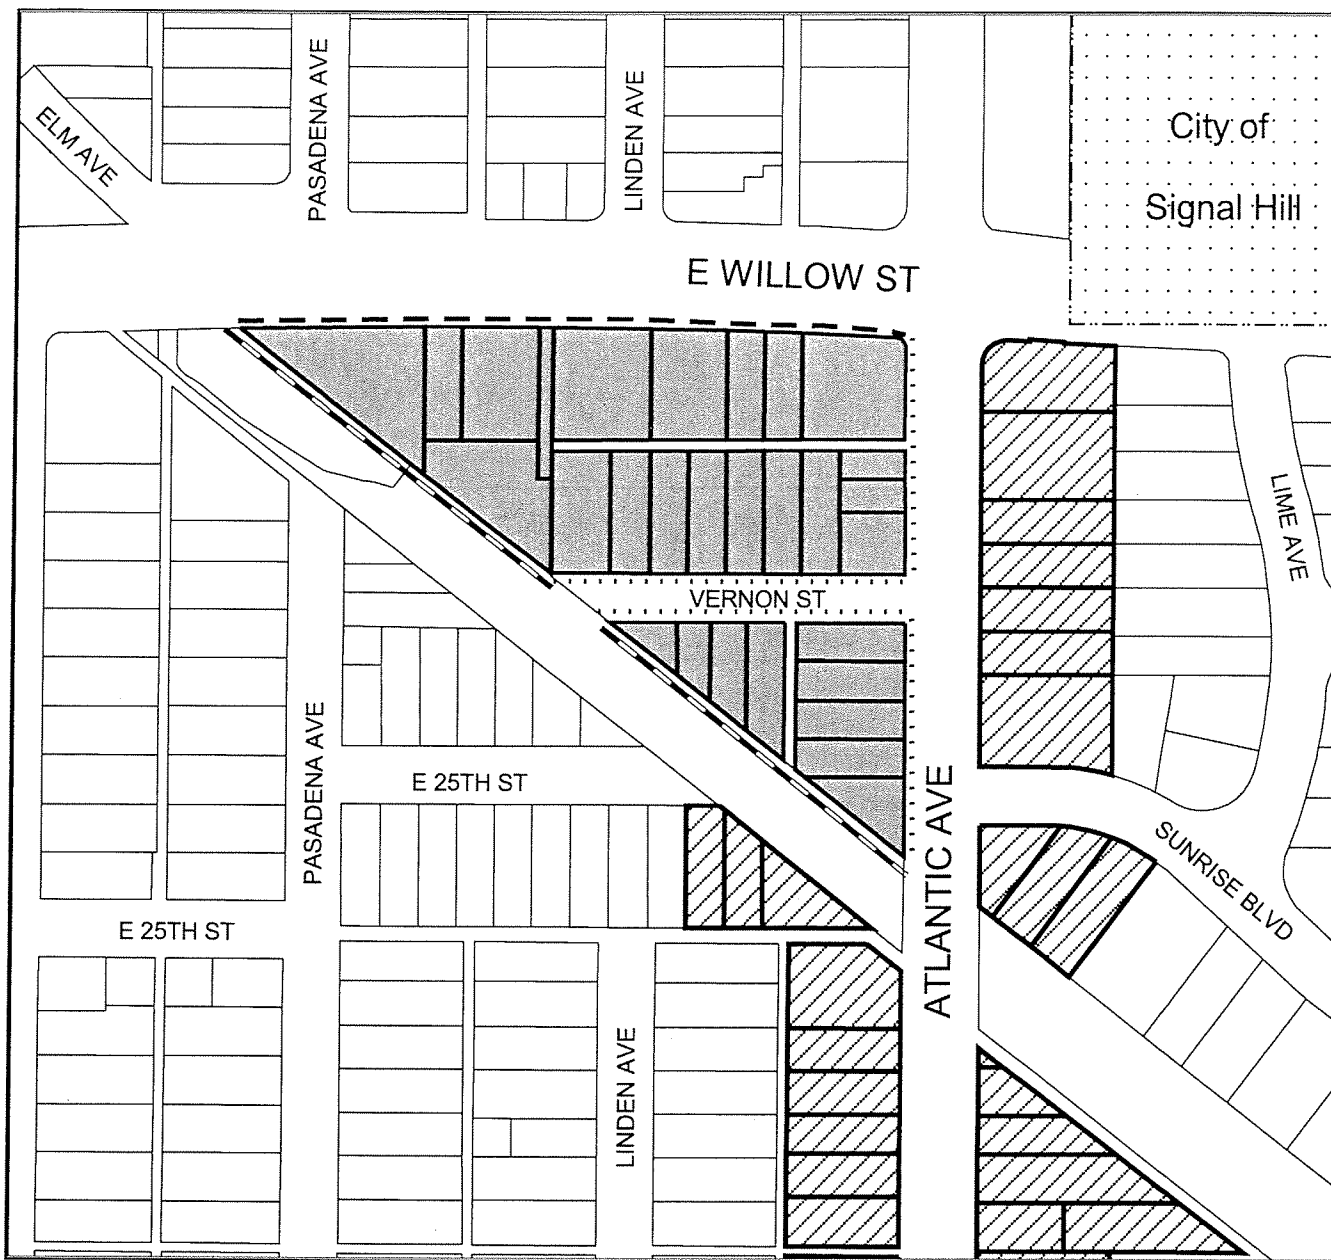 PASADENA AVE
LINDEN AVE
City of
Signal Hill
ELM AVE
E WILLOW ST
LIME AVE
VERNON ST
PASADENA AVE
E 25TH ST
ATLANTIC AVE
SUNRISE BLVD
E 25TH ST
LINDEN AVE